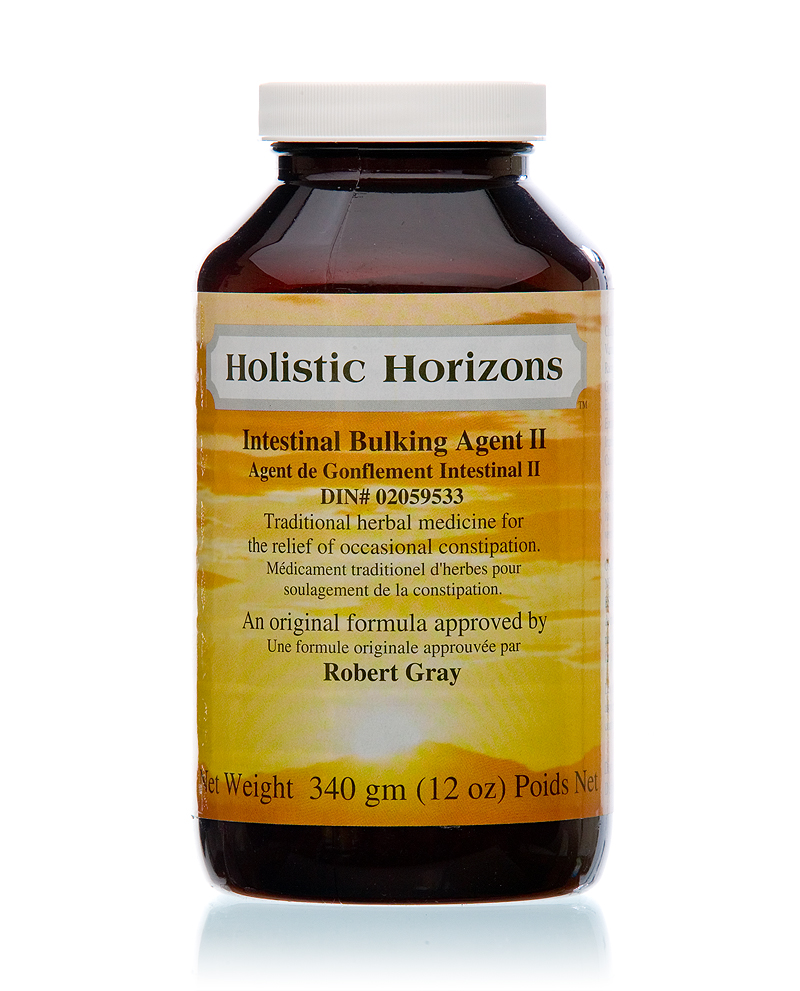 Holistic Horizons
TM
Intestinal Bulking Agent II
Agent de Gonflement Intestinal II
DIN# 02059533
Traditional herbal medicine for
the relief of occasional constipation.
Médicament traditionel d'herbes pour
soulagement de la constipation.
An original formula approved by
Une formule originale approuvée par
Robert Gray
Net Weight 340 gm (12 oz) Poids Net